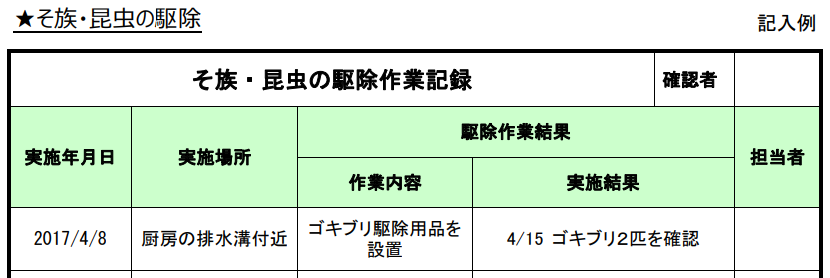 ★そ族・昆虫の駆除
記入例
そ族・昆虫の駆除作業記録
確認者
実施年月日
実施場所
駆除作業結果
担当者
作業内容
実施結果
2017/4/8
厨房の排水溝付近
ゴキブリ駆除用品を
設置
4/15 ゴキブリ2匹を確認